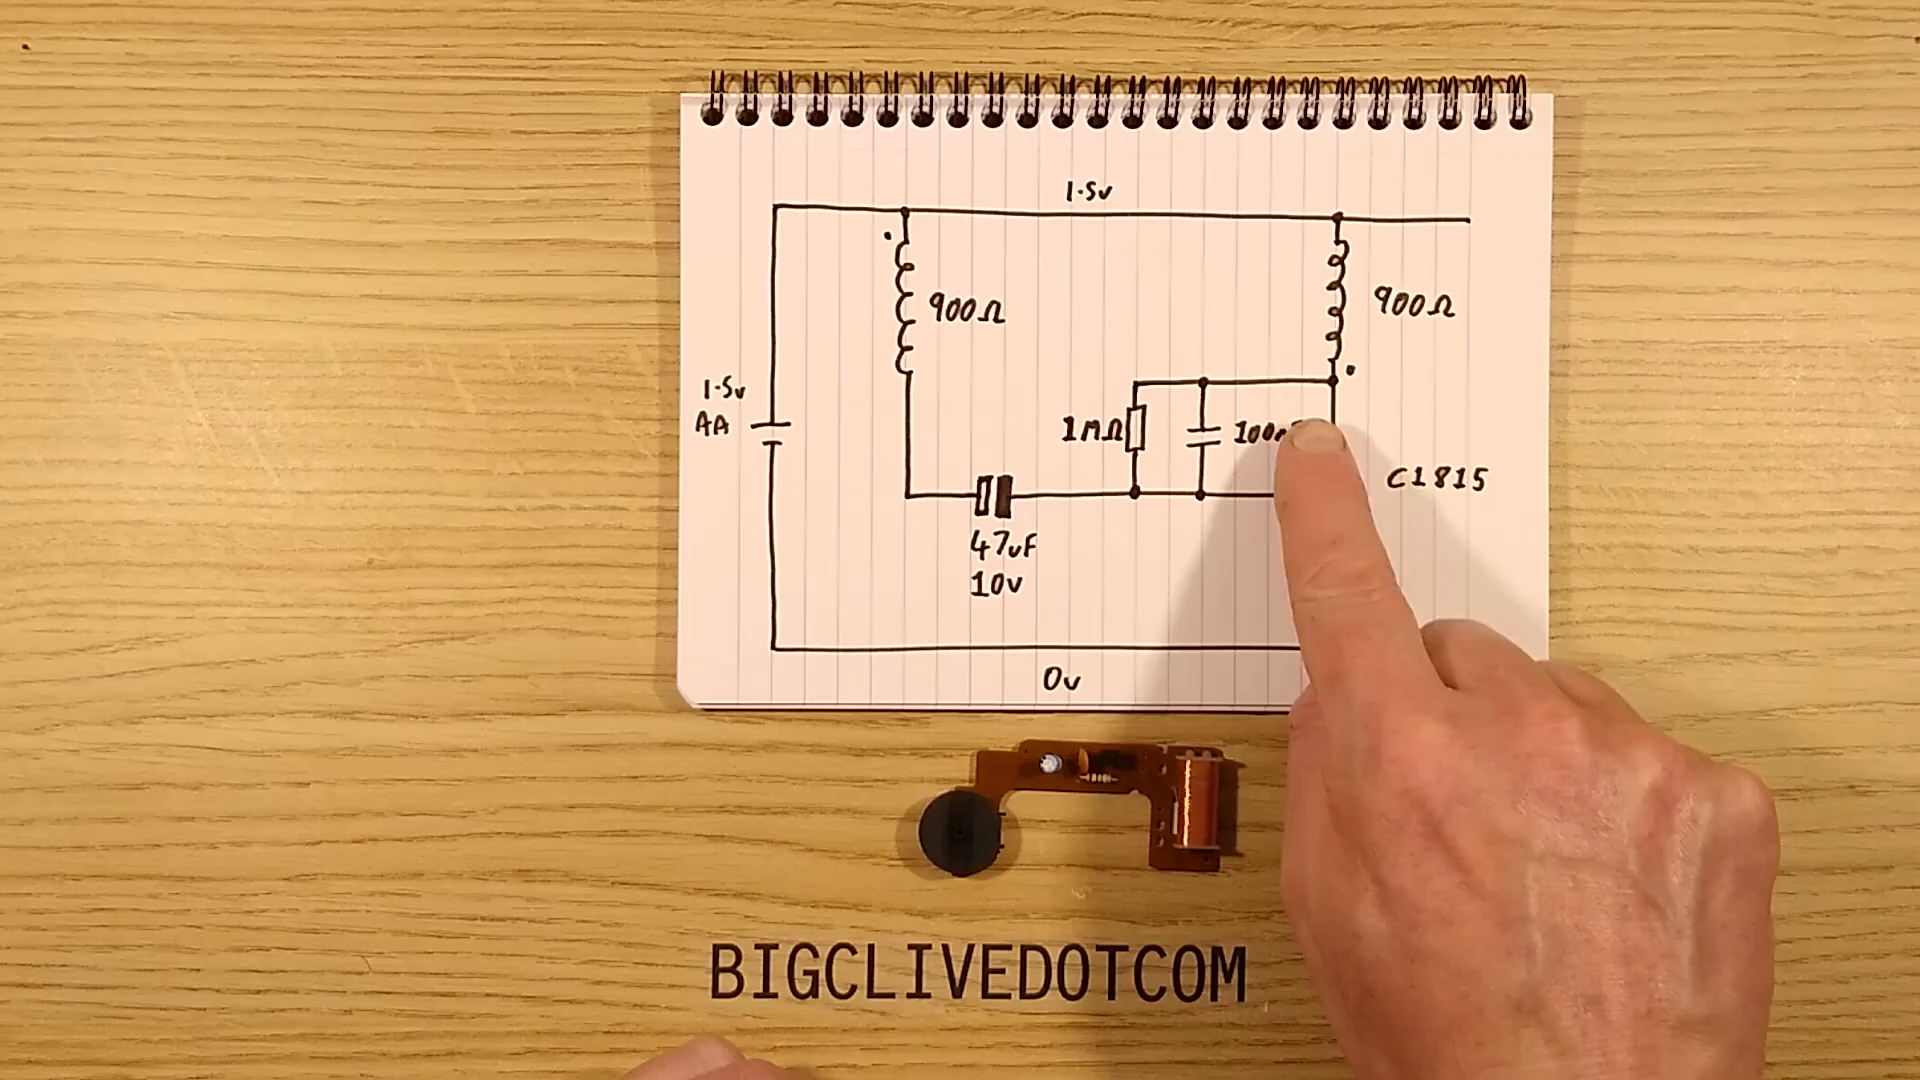 1.5v
900Ω
900Ω
1.5v
AA
1MΩ
C1815
47uF
10v
0v
BIGCLIVEDOTCOM